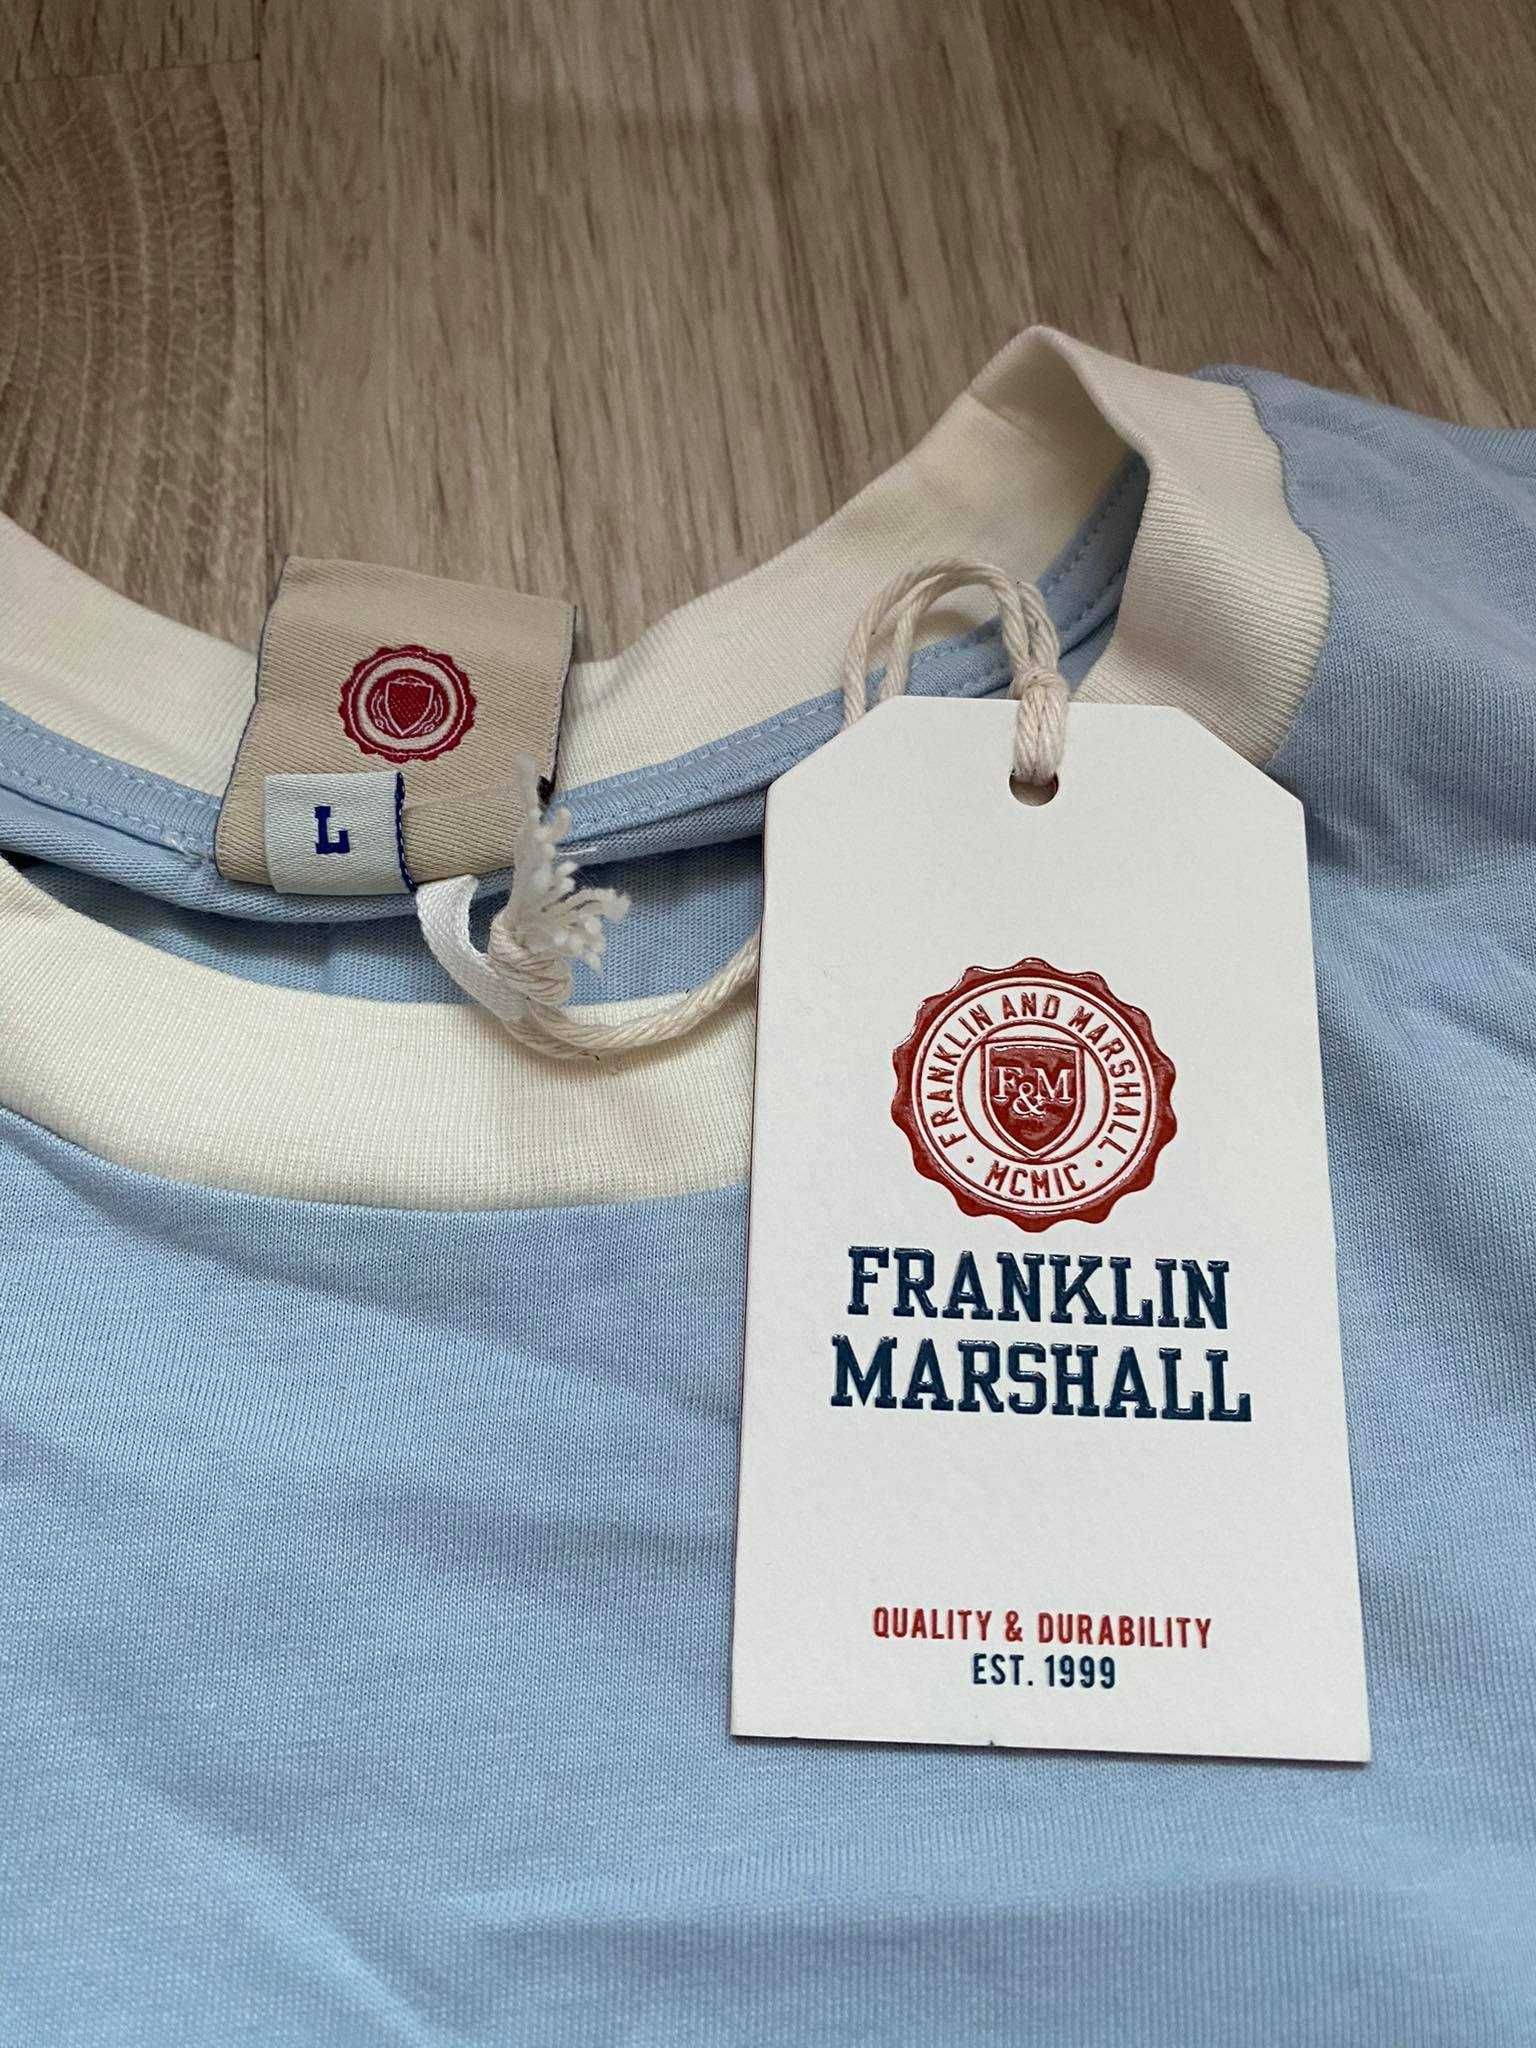 L
FRANKLIN AND MARSHALL
F&M
• MCMIC •
FRANKLIN
MARSHALL
QUALITY & DURABILITY
EST. 1999